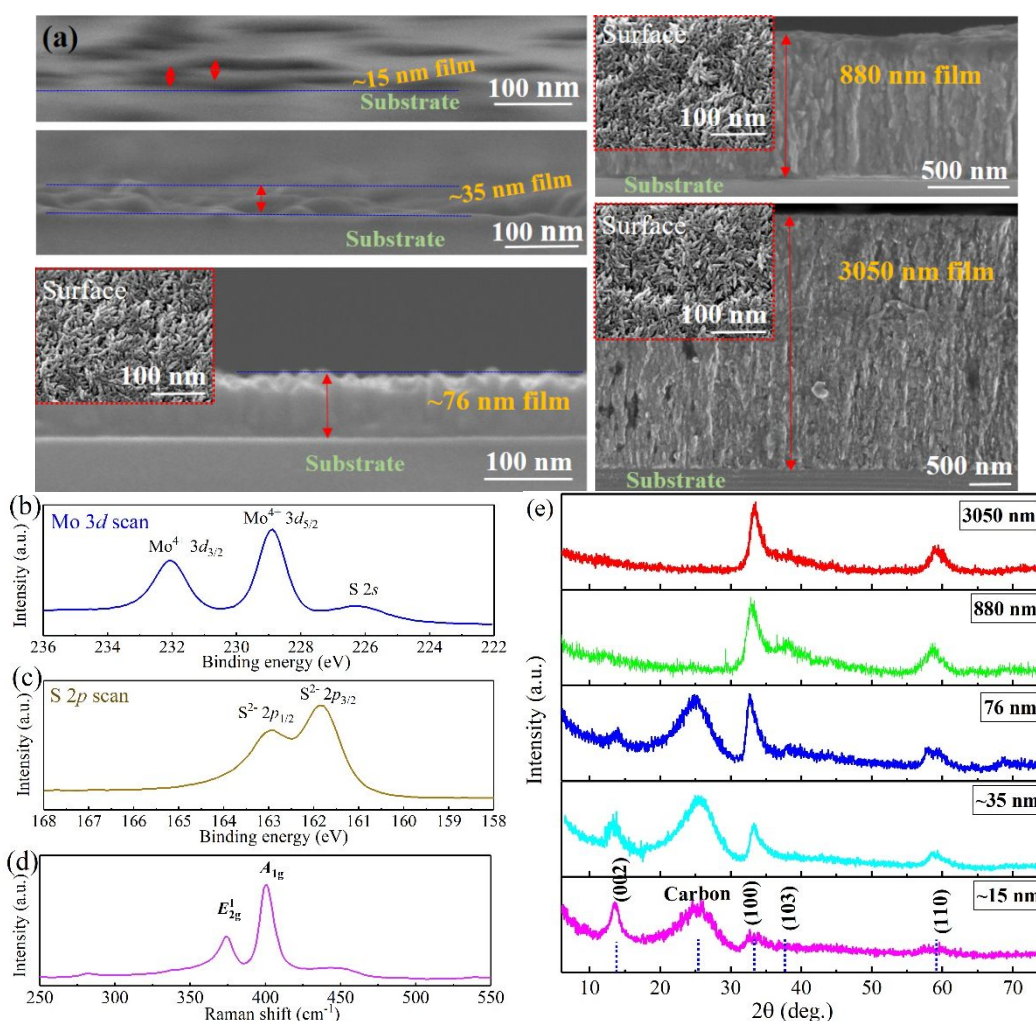 (a)
~15 nm film
Substrate
100 nm
~35 nm film
Substrate
100 nm
Surface
100 nm
~76 nm film
Substrate
100 nm
Surface
100 nm
880 nm film
Substrate
500 nm
Surface
100 nm
3050 nm film
Substrate
500 nm
(b)
Mo 3d scan
Mo⁴ 3d₃/₂
Mo⁴⁺ 3d₅/₂
S 2s
Intensity (a.u.)
236 234 232 230 228 226 224 222
Binding energy (eV)
(c)
S 2p scan
S²⁻ 2p₁/₂
S²⁻ 2p₃/₂
Intensity (a.u.)
168 167 166 165 164 163 162 161 160 159 158
Binding energy (eV)
(d)
E¹₂g
A₁g
Intensity (a.u.)
250 300 350 400 450 500 550
Raman shift (cm⁻¹)
(e)
3050 nm
880 nm
76 nm
~35 nm
~15 nm
(002)
Carbon
(100)
(103)
(110)
Intensity (a.u.)
10 20 30 40 50 60 70
2θ (deg.)